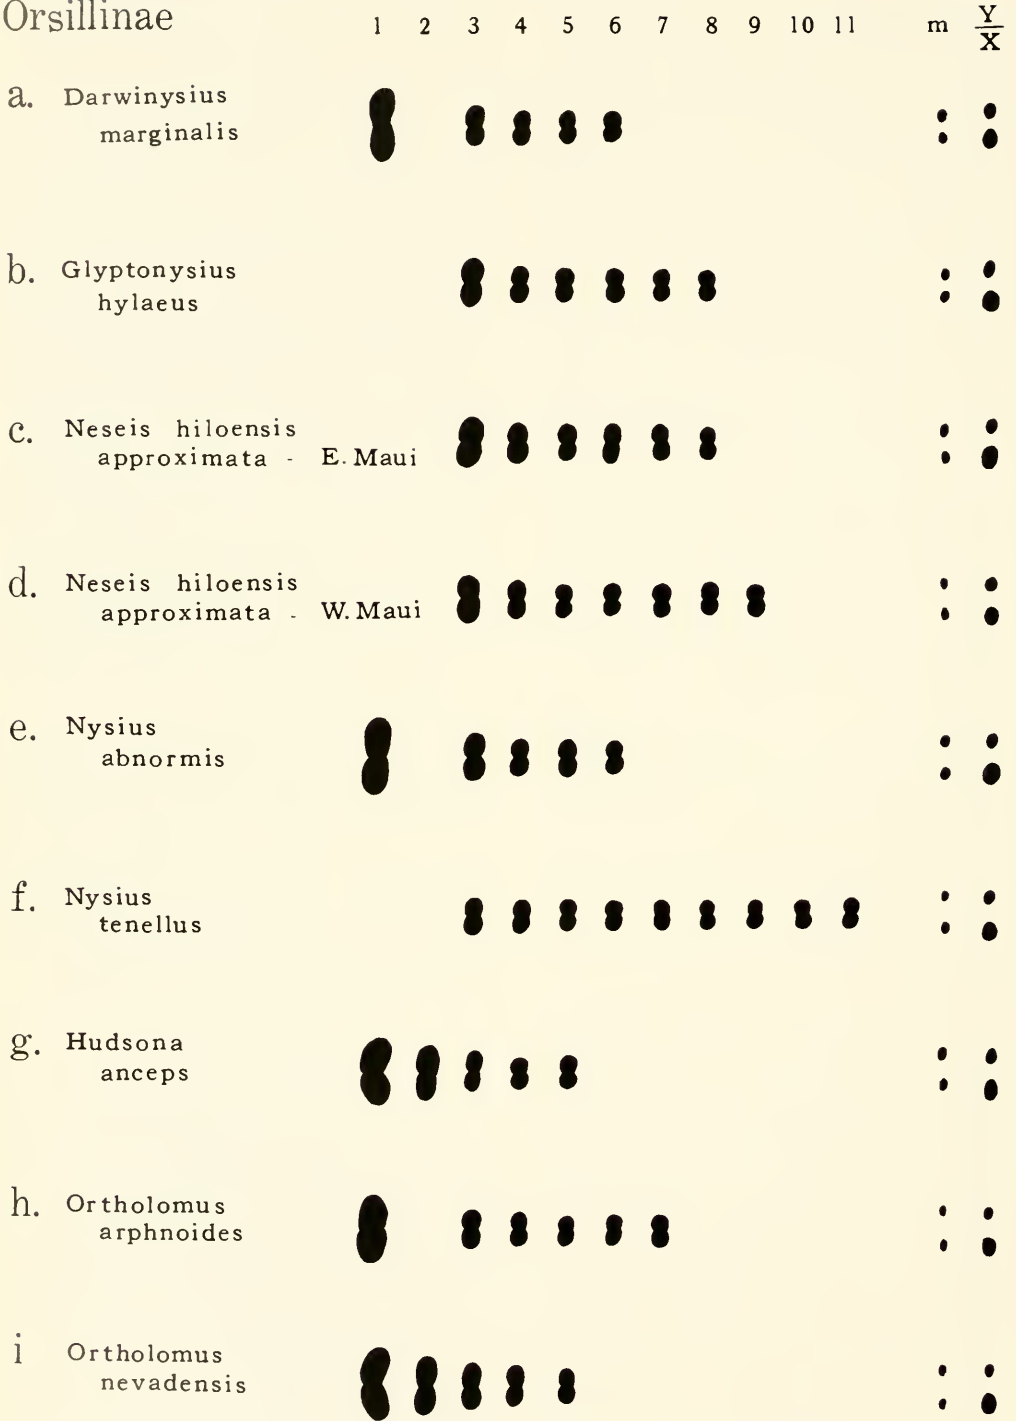 Orsillinae 1 2 3 4 5 6 7 8 9 10 11 m Y
X
a. Darwinysius
marginalis
b. Glyptonysius
hylaeus
c. Neseis hiloensis
approximata - E. Maui
d. Neseis hiloensis
approximata - W. Maui
e. Nysius
abnormis
f. Nysius
tenellus
g. Hudsona
anceps
h. Ortholomus
arphnoides
i Ortholomus
nevadensis